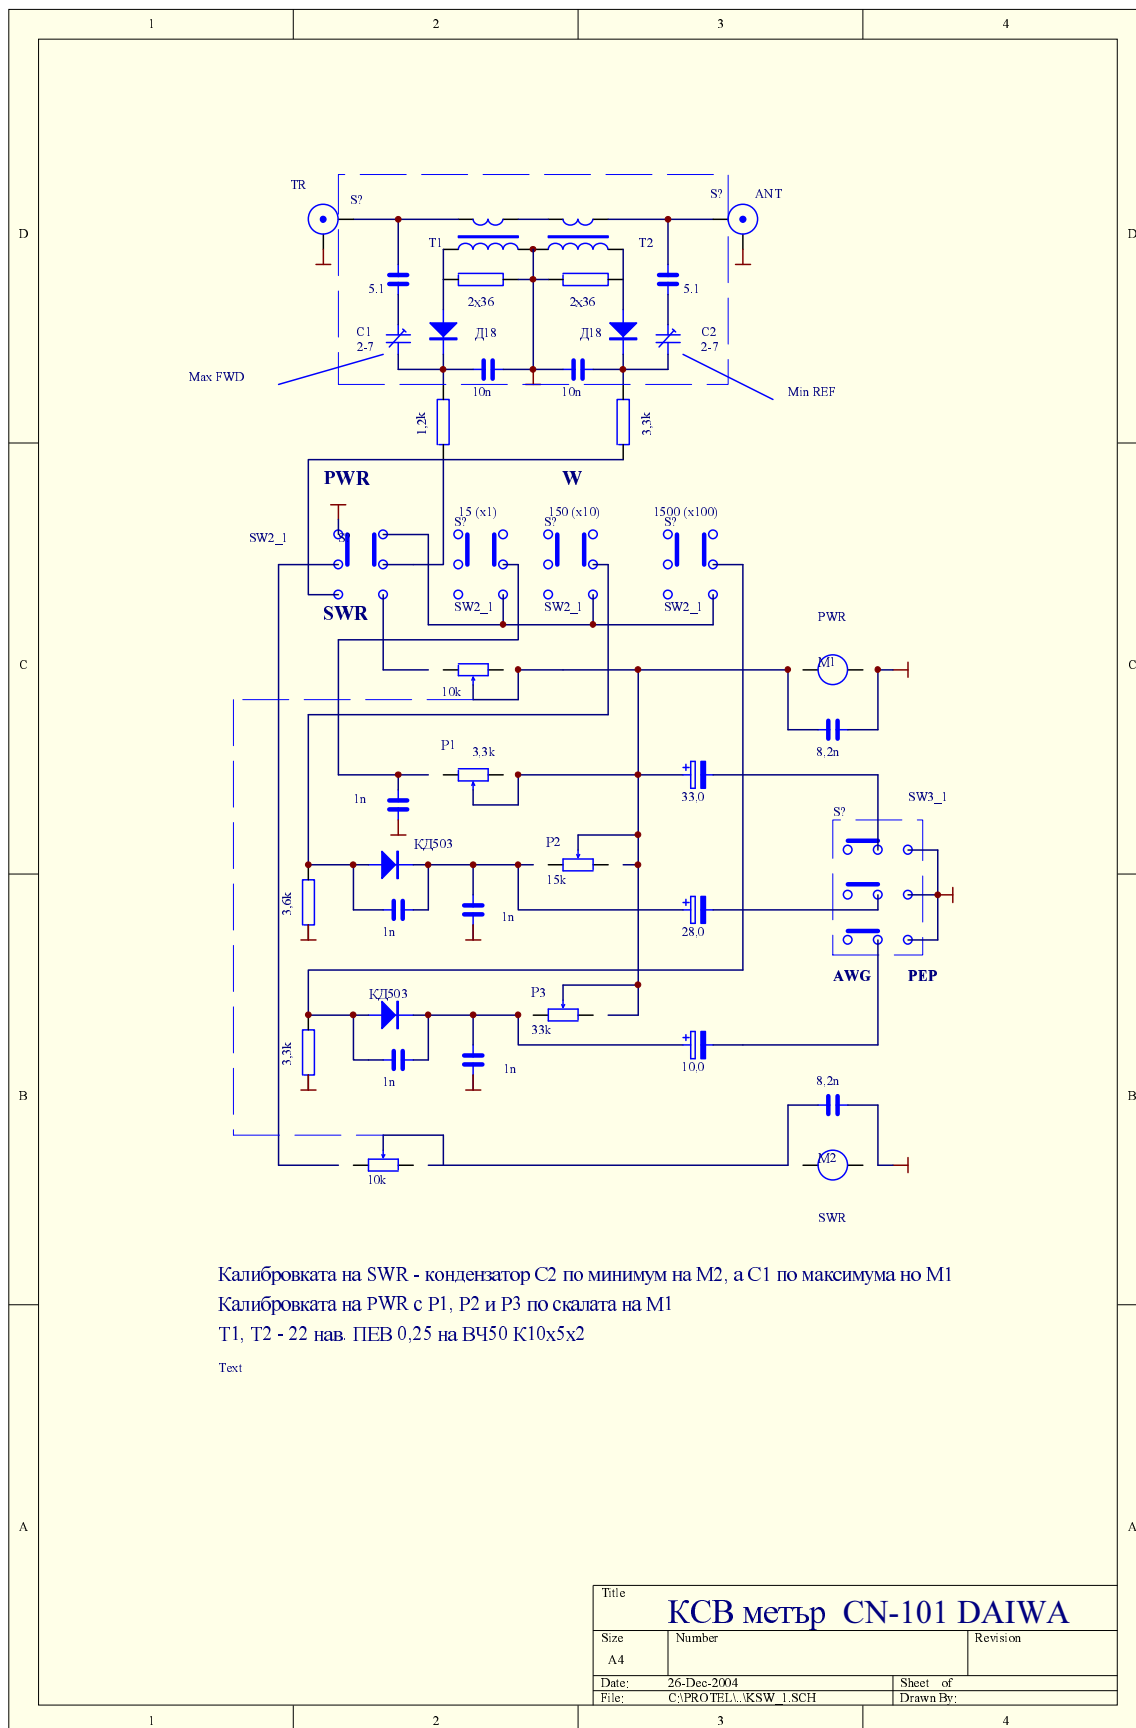 1 2 3 4
D D
TR S? S? ANT
T1 T2
5.1 2x36 2x36 5.1
C1 Д18 Д18 C2
2-7 2-7
Max FWD 10n 10n Min REF
1,2k 3,3k
PWR W
15 (x1) 150 (x10) 1500 (x100)
S? S? S?
SW2_1
SW2_1 SW2_1 SW2_1
SWR PWR
C C
M1
10k
P1 3,3k 8,2n
1n 33,0 SW3_1
S?
КД503 P2
15k
3,6k 1n 1n 28,0
AWG PEP
КД503 P3
33k
3,3k 1n 1n 10,0
8,2n
B B
M2
10k
SWR
Калибровката на SWR - кондензатор C2 по минимум на M2, а C1 по максимума но M1
Калибровката на PWR с P1, P2 и P3 по скалата на M1
T1, T2 - 22 нав. ПЕВ 0,25 на ВЧ50 К10x5x2
Text
A A
Title
КСВ метър CN-101 DAIWA
Size Number Revision
A4
Date: 26-Dec-2004 Sheet of
File: C:\PROTEL\..\KSW_1.SCH Drawn By:
1 2 3 4